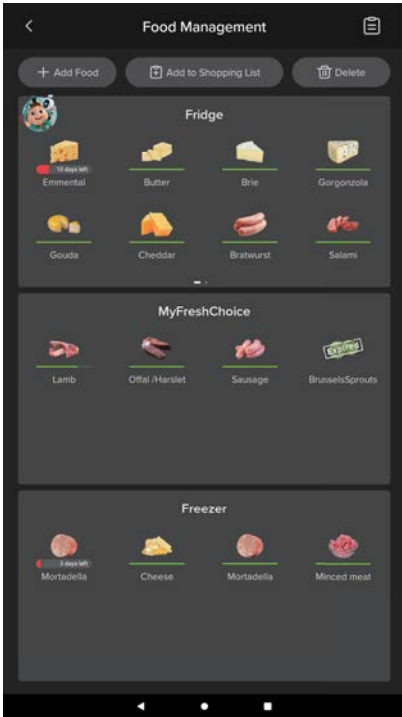 Food Management
+ Add Food
Add to Shopping List
Delete
Fridge
10 days left
Emmental
Butter
Brie
Gorgonzola
Gouda
Cheddar
Bratwurst
Salami
MyFreshChoice
Expired
Lamb
Offal /Harslet
Sausage
BrusselsSprouts
Freezer
3 days left
Mortadella
Cheese
Mortadella
Minced meat